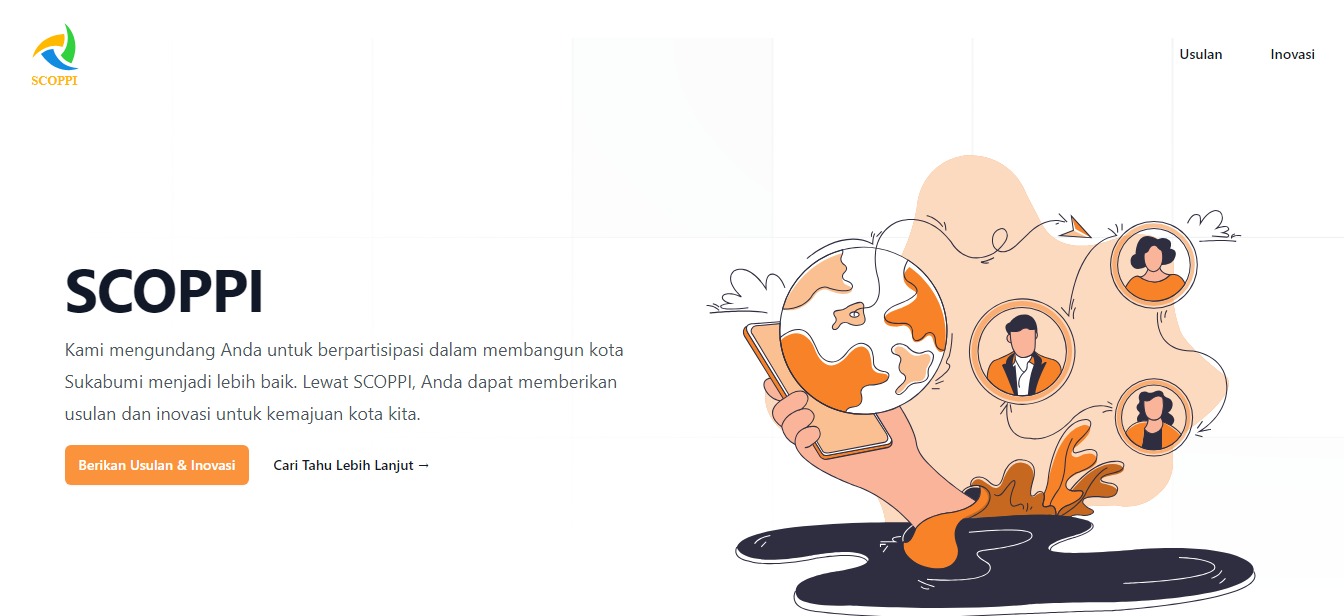 SCOPPI
Usulan
Inovasi
SCOPPI
Kami mengundang Anda untuk berpartisipasi dalam membangun kota
Sukabumi menjadi lebih baik. Lewat SCOPPI, Anda dapat memberikan
usulan dan inovasi untuk kemajuan kota kita.
Berikan Usulan & Inovasi
Cari Tahu Lebih Lanjut →